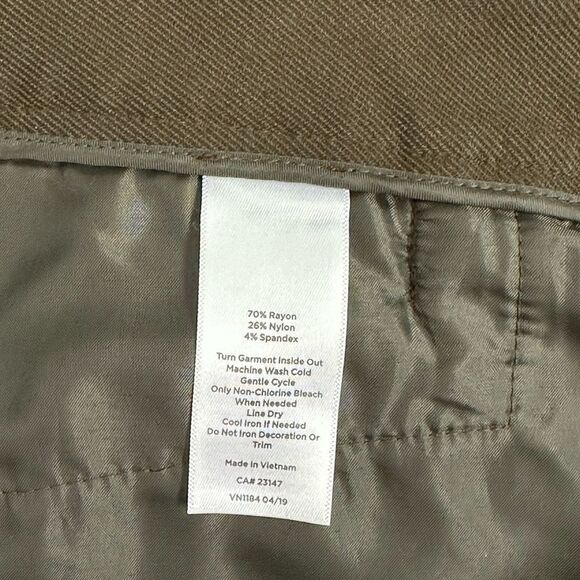 70% Rayon
26% Nylon
4% Spandex
Turn Garment Inside Out
Machine Wash Cold
Gentle Cycle
Only Non-Chlorine Bleach
When Needed
Line Dry
Cool Iron If Needed
Do Not Iron Decoration Or
Trim
Made in Vietnam
CA# 23147
VN1184 04/19